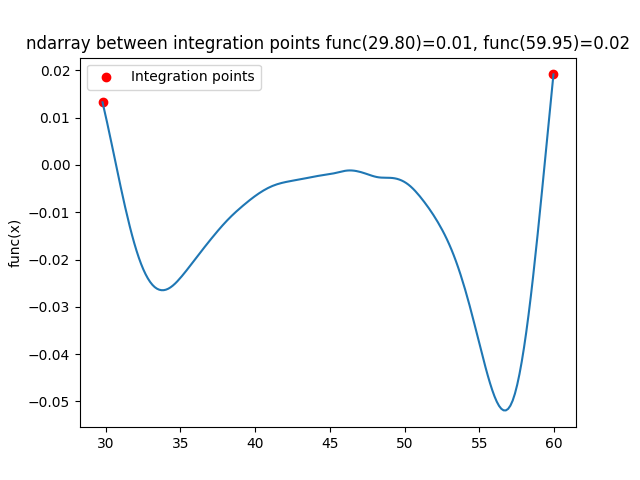 ndarray between integration points func(29.80)=0.01, func(59.95)=0.02
Integration points
0.02
0.01
0.00
−0.01
−0.02
−0.03
−0.04
−0.05
func(x)
30 35 40 45 50 55 60